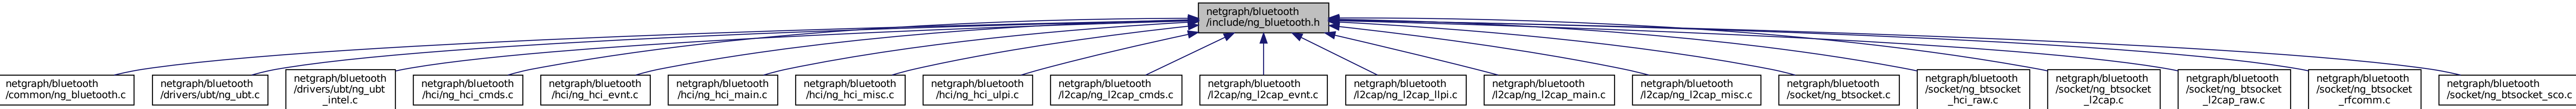 netgraph/bluetooth
/include/ng_bluetooth.h
netgraph/bluetooth
/common/ng_bluetooth.c
netgraph/bluetooth
/drivers/ubt/ng_ubt.c
netgraph/bluetooth
/drivers/ubt/ng_ubt
_intel.c
netgraph/bluetooth
/hci/ng_hci_cmds.c
netgraph/bluetooth
/hci/ng_hci_evnt.c
netgraph/bluetooth
/hci/ng_hci_main.c
netgraph/bluetooth
/hci/ng_hci_misc.c
netgraph/bluetooth
/hci/ng_hci_ulpi.c
netgraph/bluetooth
/l2cap/ng_l2cap_cmds.c
netgraph/bluetooth
/l2cap/ng_l2cap_evnt.c
netgraph/bluetooth
/l2cap/ng_l2cap_llpi.c
netgraph/bluetooth
/l2cap/ng_l2cap_main.c
netgraph/bluetooth
/l2cap/ng_l2cap_misc.c
netgraph/bluetooth
/socket/ng_btsocket.c
netgraph/bluetooth
/socket/ng_btsocket
_hci_raw.c
netgraph/bluetooth
/socket/ng_btsocket
_l2cap.c
netgraph/bluetooth
/socket/ng_btsocket
_l2cap_raw.c
netgraph/bluetooth
/socket/ng_btsocket
_rfcomm.c
netgraph/bluetooth
/socket/ng_btsocket_sco.c